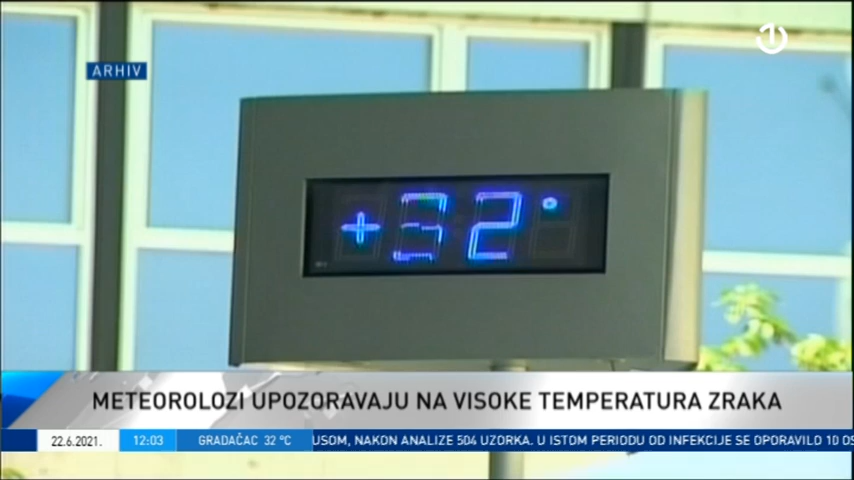 ARHIV
+32°
METEOROLOZI UPOZORAVAJU NA VISOKE TEMPERATURA ZRAKA
22.6.2021. 12:03 GRADAČAC 32 °C USOM, NAKON ANALIZE 504 UZORKA. U ISTOM PERIODU OD INFEKCIJE SE OPORAVILO 10 OS